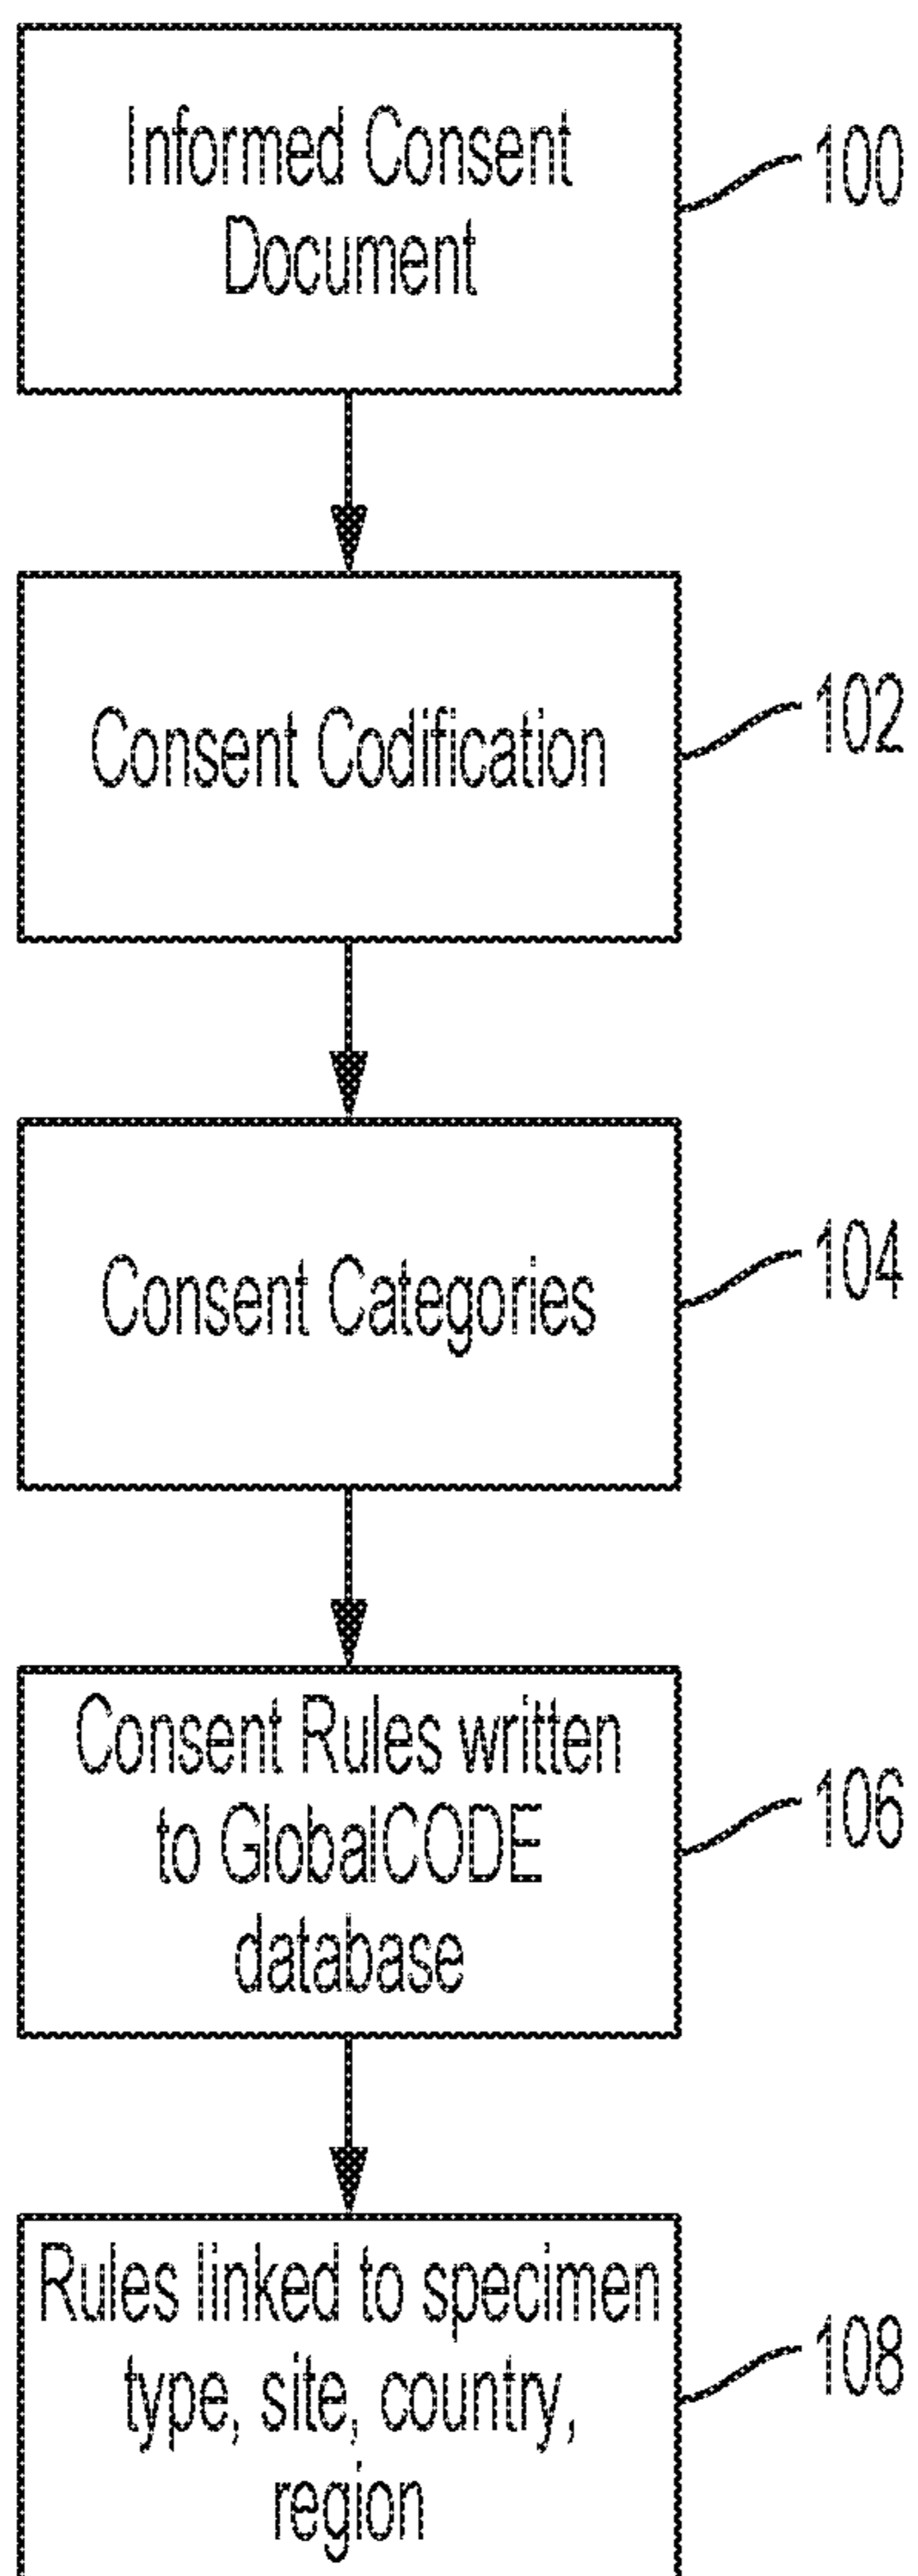 Informed Consent
Document
100
Consent Codification
102
Consent Categories
104
Consent Rules written
to GlobalCODE
database
106
Rules linked to specimen
type, site, country,
region
108